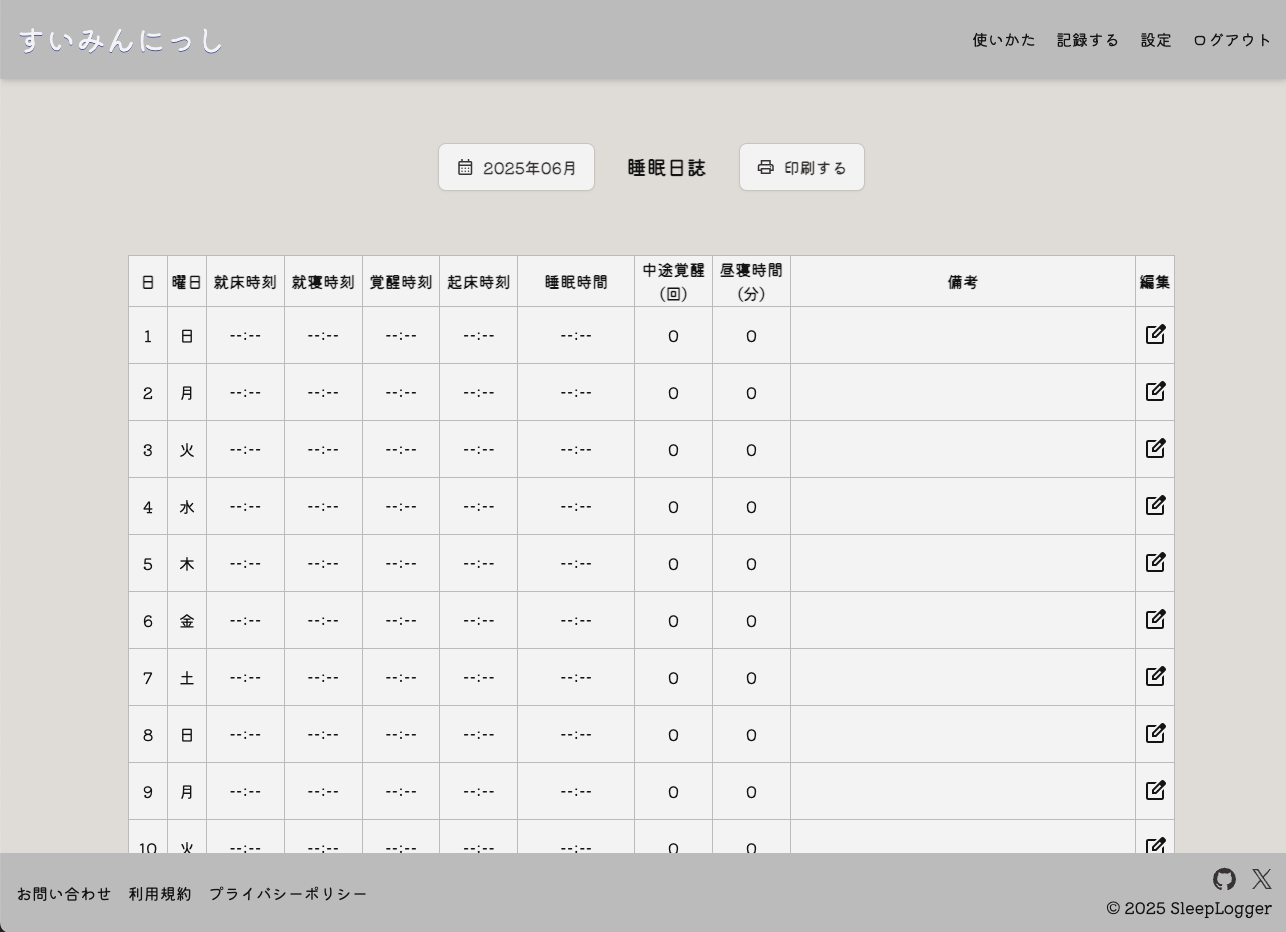 すいみんにっし
使いかた 記録する 設定 ログアウト
2025年06月 睡眠日誌 印刷する
日 曜日 就床時刻 就寝時刻 覚醒時刻 起床時刻 睡眠時間 中途覚醒(回) 昼寝時間(分) 備考 編集
1 日 --:-- --:-- --:-- --:-- --:-- 0 0
2 月 --:-- --:-- --:-- --:-- --:-- 0 0
3 火 --:-- --:-- --:-- --:-- --:-- 0 0
4 水 --:-- --:-- --:-- --:-- --:-- 0 0
5 木 --:-- --:-- --:-- --:-- --:-- 0 0
6 金 --:-- --:-- --:-- --:-- --:-- 0 0
7 土 --:-- --:-- --:-- --:-- --:-- 0 0
8 日 --:-- --:-- --:-- --:-- --:-- 0 0
9 月 --:-- --:-- --:-- --:-- --:-- 0 0
10 火 --:-- --:-- --:-- --:-- --:-- 0 0
お問い合わせ 利用規約 プライバシーポリシー
© 2025 SleepLogger